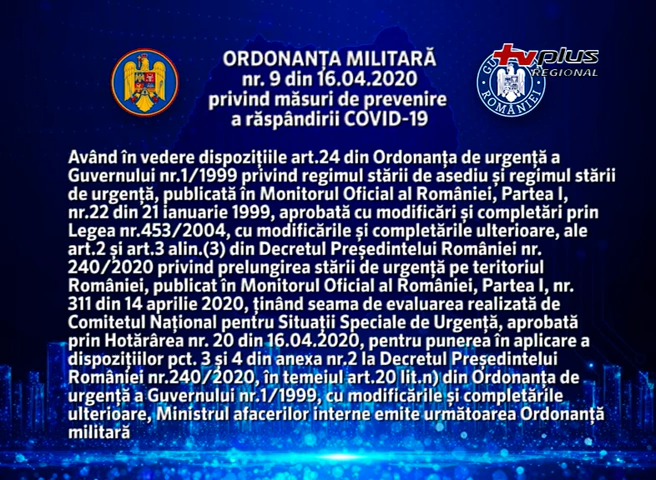 ORDONANȚA MILITARĂ
nr. 9 din 16.04.2020
privind măsuri de prevenire
a răspândirii COVID-19
tvplus
REGIONAL
GU
ROMÂNIEI
Având în vedere dispozițiile art.24 din Ordonanța de urgență a
Guvernului nr.1/1999 privind regimul stării de asediu și regimul stării
de urgență, publicată în Monitorul Oficial al României, Partea I,
nr.22 din 21 ianuarie 1999, aprobată cu modificări și completări prin
Legea nr.453/2004, cu modificările și completările ulterioare, ale
art.2 și art.3 alin.(3) din Decretul Președintelui României nr.
240/2020 privind prelungirea stării de urgență pe teritoriul
României, publicat în Monitorul Oficial al României, Partea I, nr.
311 din 14 aprilie 2020, ținând seama de evaluarea realizată de
Comitetul Național pentru Situații Speciale de Urgență, aprobată
prin Hotărârea nr. 20 din 16.04.2020, pentru punerea în aplicare a
dispozițiilor pct. 3 și 4 din anexa nr.2 la Decretul Președintelui
României nr.240/2020, în temeiul art.20 lit.n) din Ordonanța de
urgență a Guvernului nr.1/1999, cu modificările și completările
ulterioare, Ministrul afacerilor interne emite următoarea Ordonanță
militară